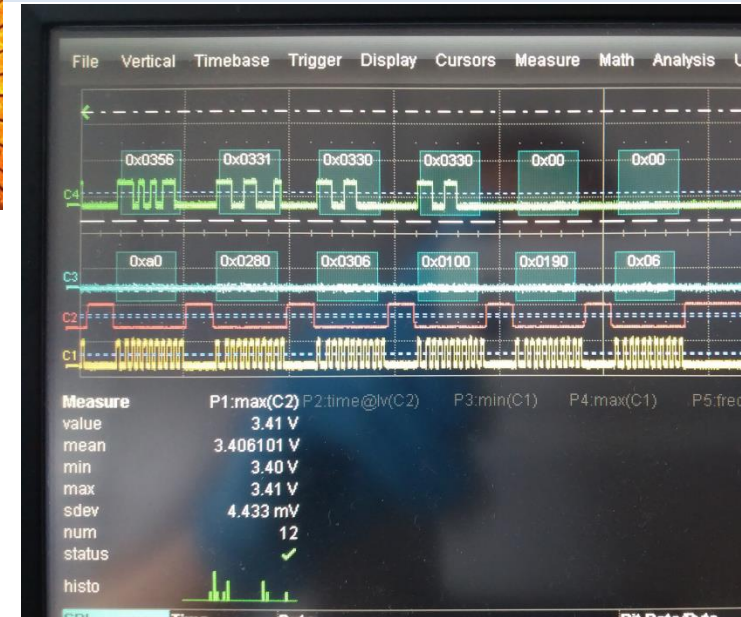 File Vertical Timebase Trigger Display Cursors Measure Math Analysis
0x0356 0x0331 0x0330 0x0330 0x00 0x00
C4
0xa0 0x0280 0x0306 0x0100 0x0190 0x06
C3
C2
C1
Measure P1:max(C2) P2:time@lv(C2) P3:min(C1) P4:max(C1) P5:freq
value 3.41 V
mean 3.406101 V
min 3.40 V
max 3.41 V
sdev 4.433 mV
num 12
status
histo